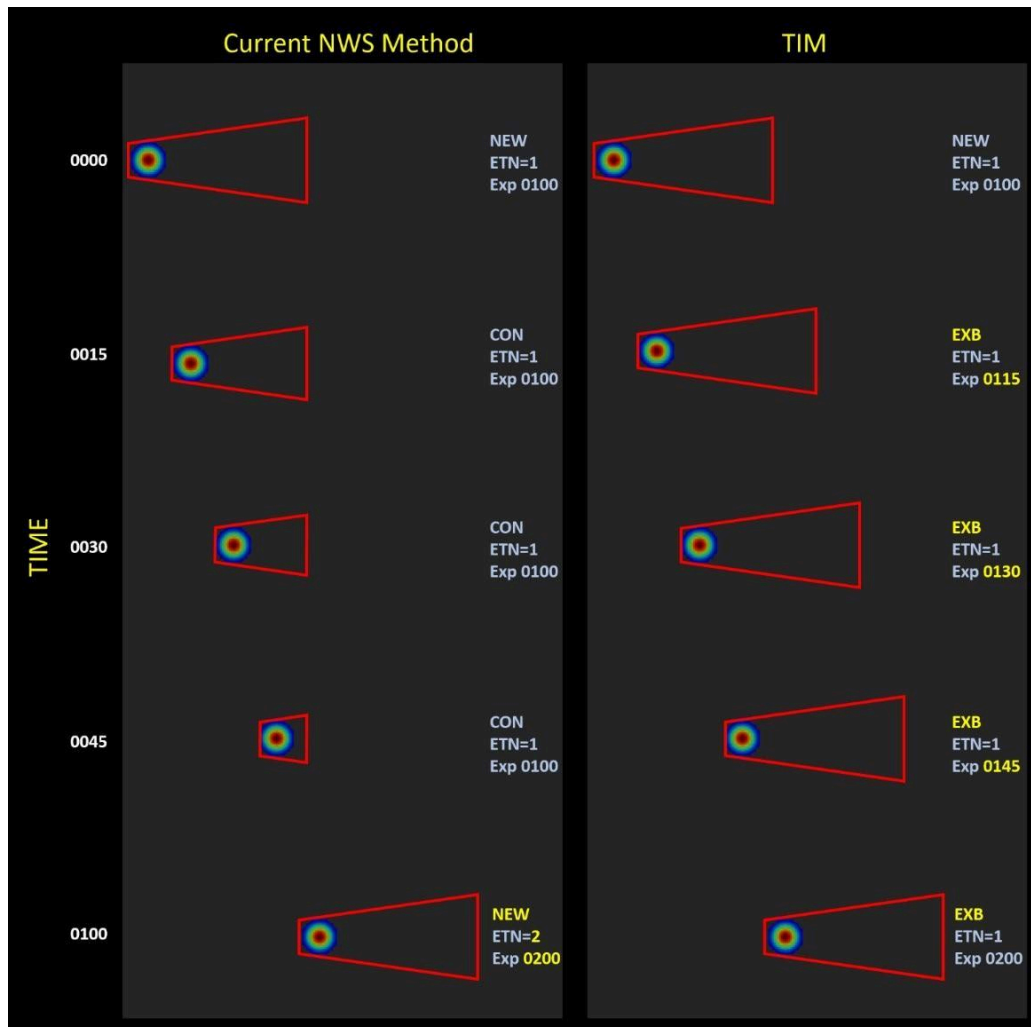 Current NWS Method
TIM
TIME
0000
NEW
ETN=1
Exp 0100
NEW
ETN=1
Exp 0100
0015
CON
ETN=1
Exp 0100
EXB
ETN=1
Exp 0115
0030
CON
ETN=1
Exp 0100
EXB
ETN=1
Exp 0130
0045
CON
ETN=1
Exp 0100
EXB
ETN=1
Exp 0145
0100
NEW
ETN=2
Exp 0200
EXB
ETN=1
Exp 0200